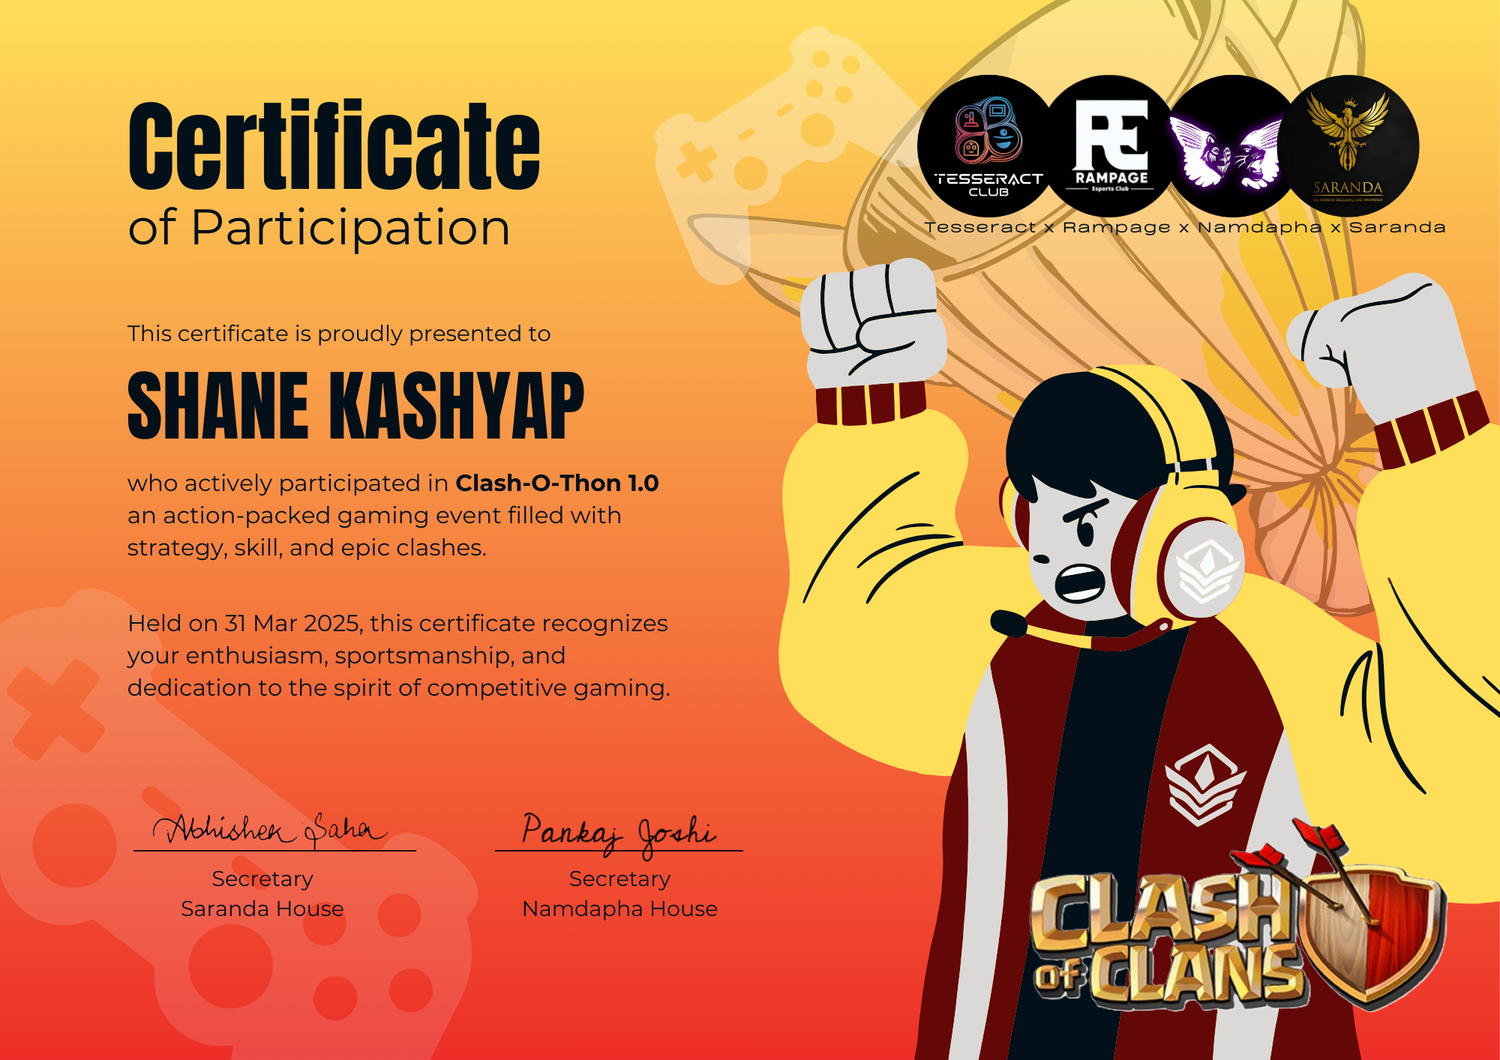 Certificate
of Participation
TESSERACT
CLUB
RE
RAMPAGE
Esports Club
SARANDA
Tesseract x Rampage x Namdapha x Saranda
This certificate is proudly presented to
SHANE KASHYAP
who actively participated in Clash-O-Thon 1.0
an action-packed gaming event filled with
strategy, skill, and epic clashes.
Held on 31 Mar 2025, this certificate recognizes
your enthusiasm, sportsmanship, and
dedication to the spirit of competitive gaming.
Abhishek Saha
Secretary
Saranda House
Pankaj Joshi
Secretary
Namdapha House
CLASH
OF CLANS